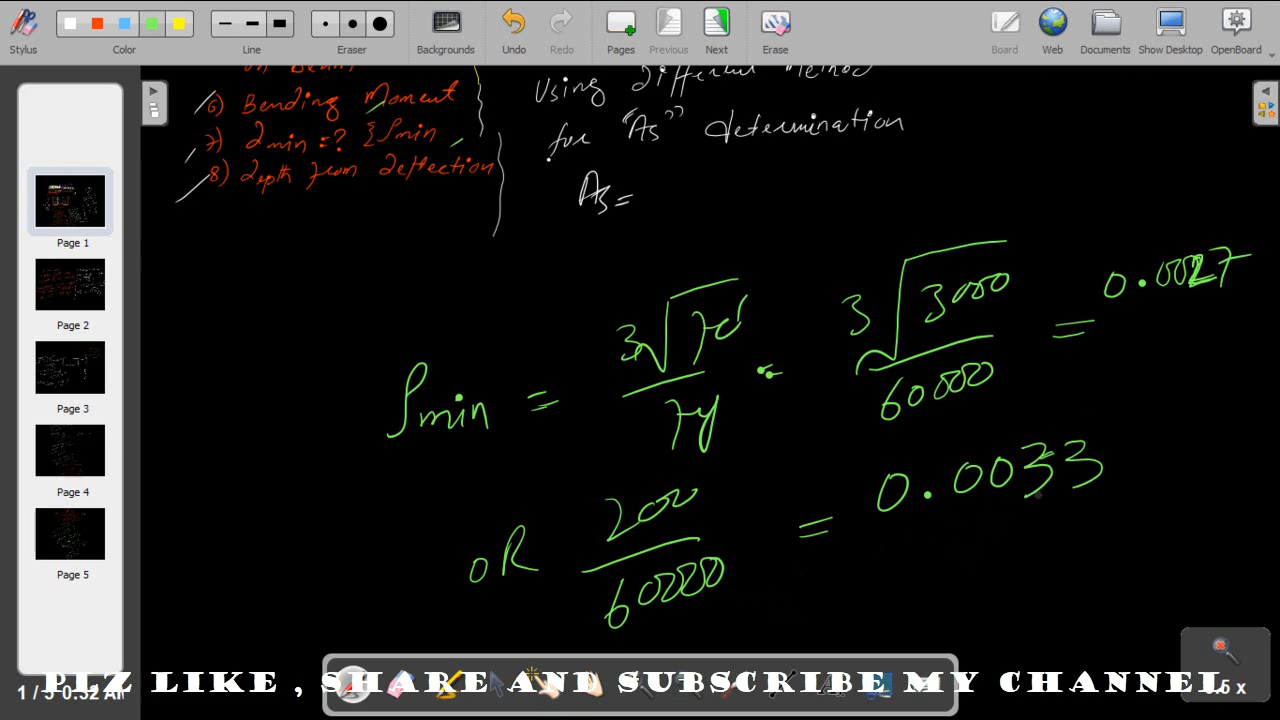 Stylus
Color
Line
Eraser
Backgrounds
Undo
Redo
Pages
Previous
Next
Erase
Board
Web
Documents
Show Desktop
OpenBoard
on Beam
6) Bending Moment
7) dmin =? {ρmin
8) depth from deflection
Using different Method
for "As" determination
As =
ρmin = 3√fc' / fy = 3√3000 / 60000 = 0.0027
OR 200 / 60000 = 0.0033
Page 1
Page 2
Page 3
Page 4
Page 5
PLZ LIKE , SHARE AND SUBSCRIBE MY CHANNEL